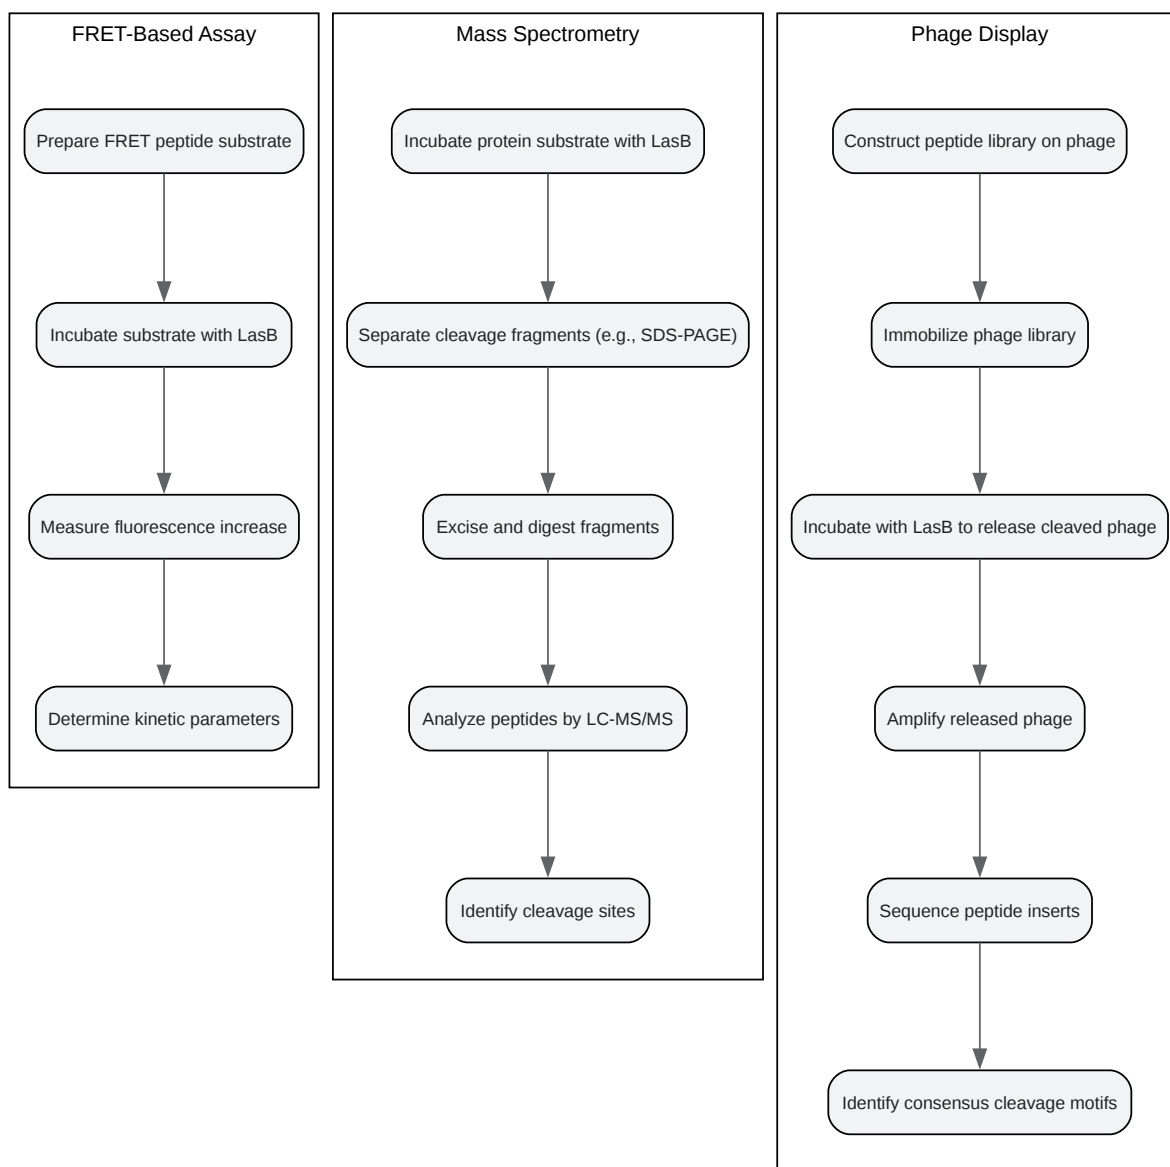 FRET-Based Assay
Prepare FRET peptide substrate
Incubate substrate with LasB
Measure fluorescence increase
Determine kinetic parameters
Mass Spectrometry
Incubate protein substrate with LasB
Separate cleavage fragments (e.g., SDS-PAGE)
Excise and digest fragments
Analyze peptides by LC-MS/MS
Identify cleavage sites
Phage Display
Construct peptide library on phage
Immobilize phage library
Incubate with LasB to release cleaved phage
Amplify released phage
Sequence peptide inserts
Identify consensus cleavage motifs